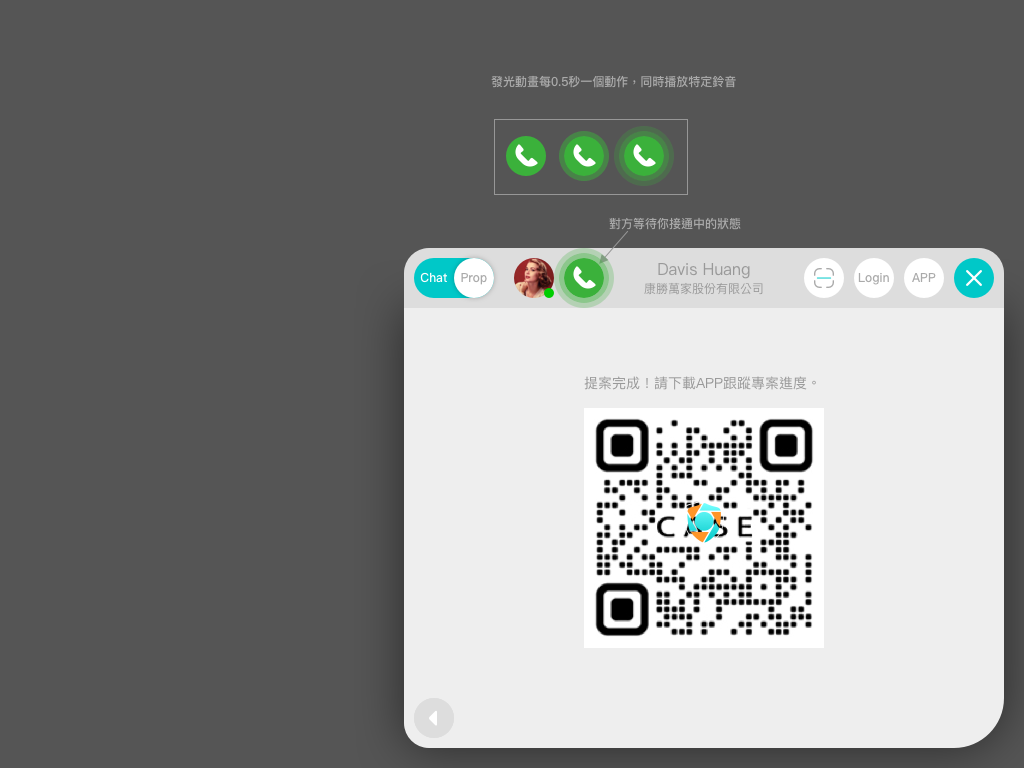 發光動畫每0.5秒一個動作，同時播放特定鈴音
對方等待你接通中的狀態
Chat
Prop
Davis Huang
康勝萬家股份有限公司
Login
APP
提案完成！請下載APP跟蹤專案進度。
CASE